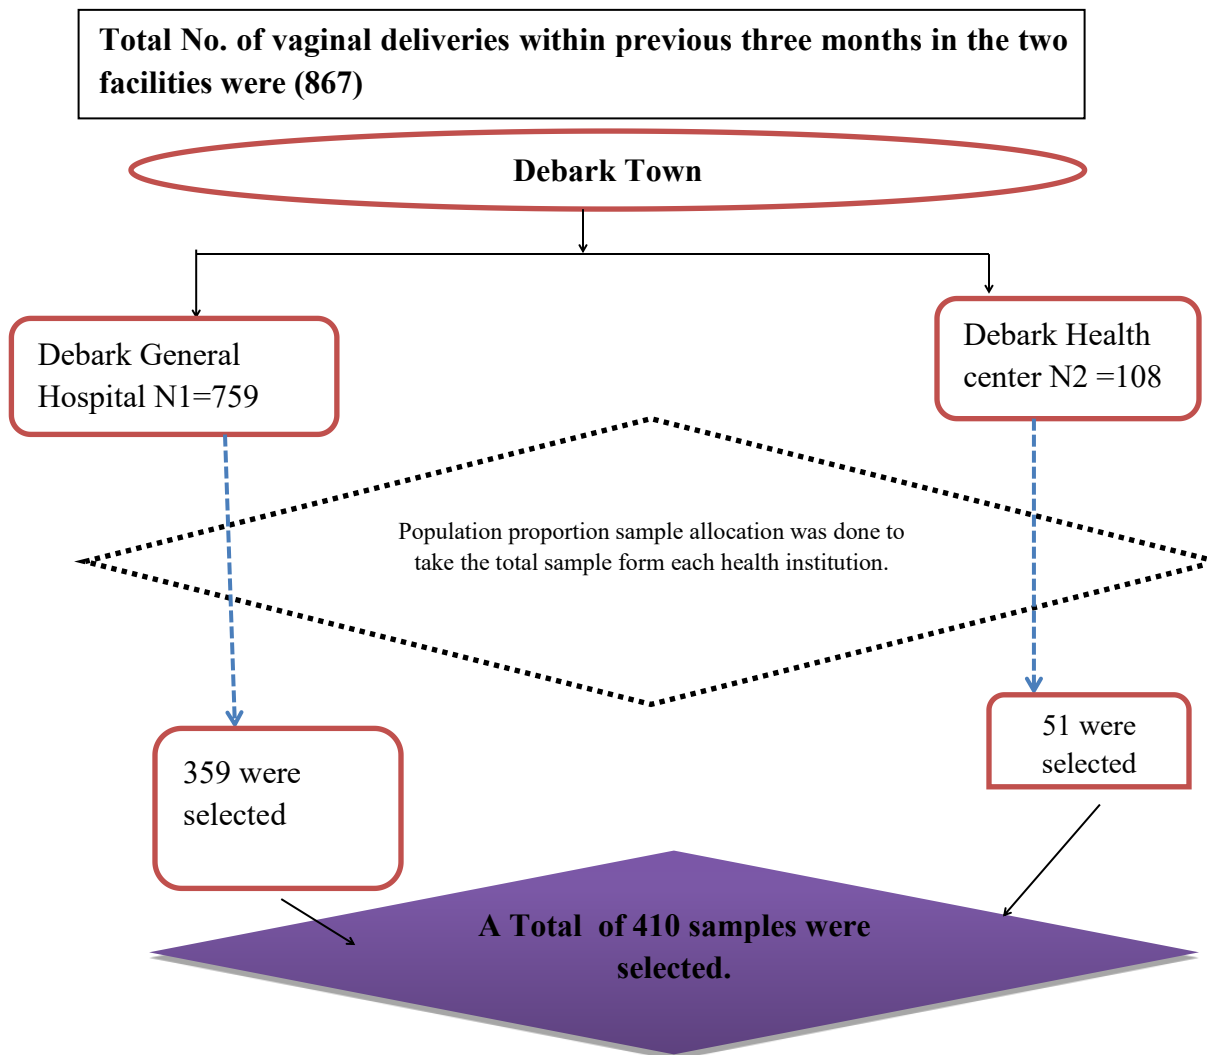 Total No. of vaginal deliveries within previous three months in the two
facilities were (867)
Debark Town
Debark General
Hospital N1=759
Debark Health
center N2 =108
Population proportion sample allocation was done to
take the total sample form each health institution.
359 were
selected
51 were
selected
A Total  of 410 samples were
selected.